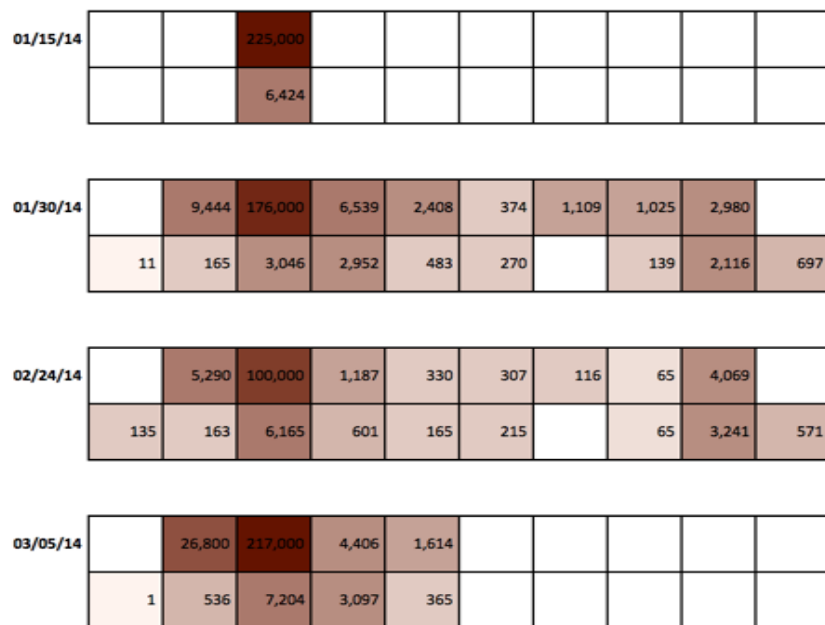 01/15/14 225,000
6,424
01/30/14 9,444 176,000 6,539 2,408 374 1,109 1,025 2,980
11 165 3,046 2,952 483 270 139 2,116 697
02/24/14 5,290 100,000 1,187 330 307 116 65 4,069
135 163 6,165 601 165 215 65 3,241 571
03/05/14 26,800 217,000 4,406 1,614
1 536 7,204 3,097 365